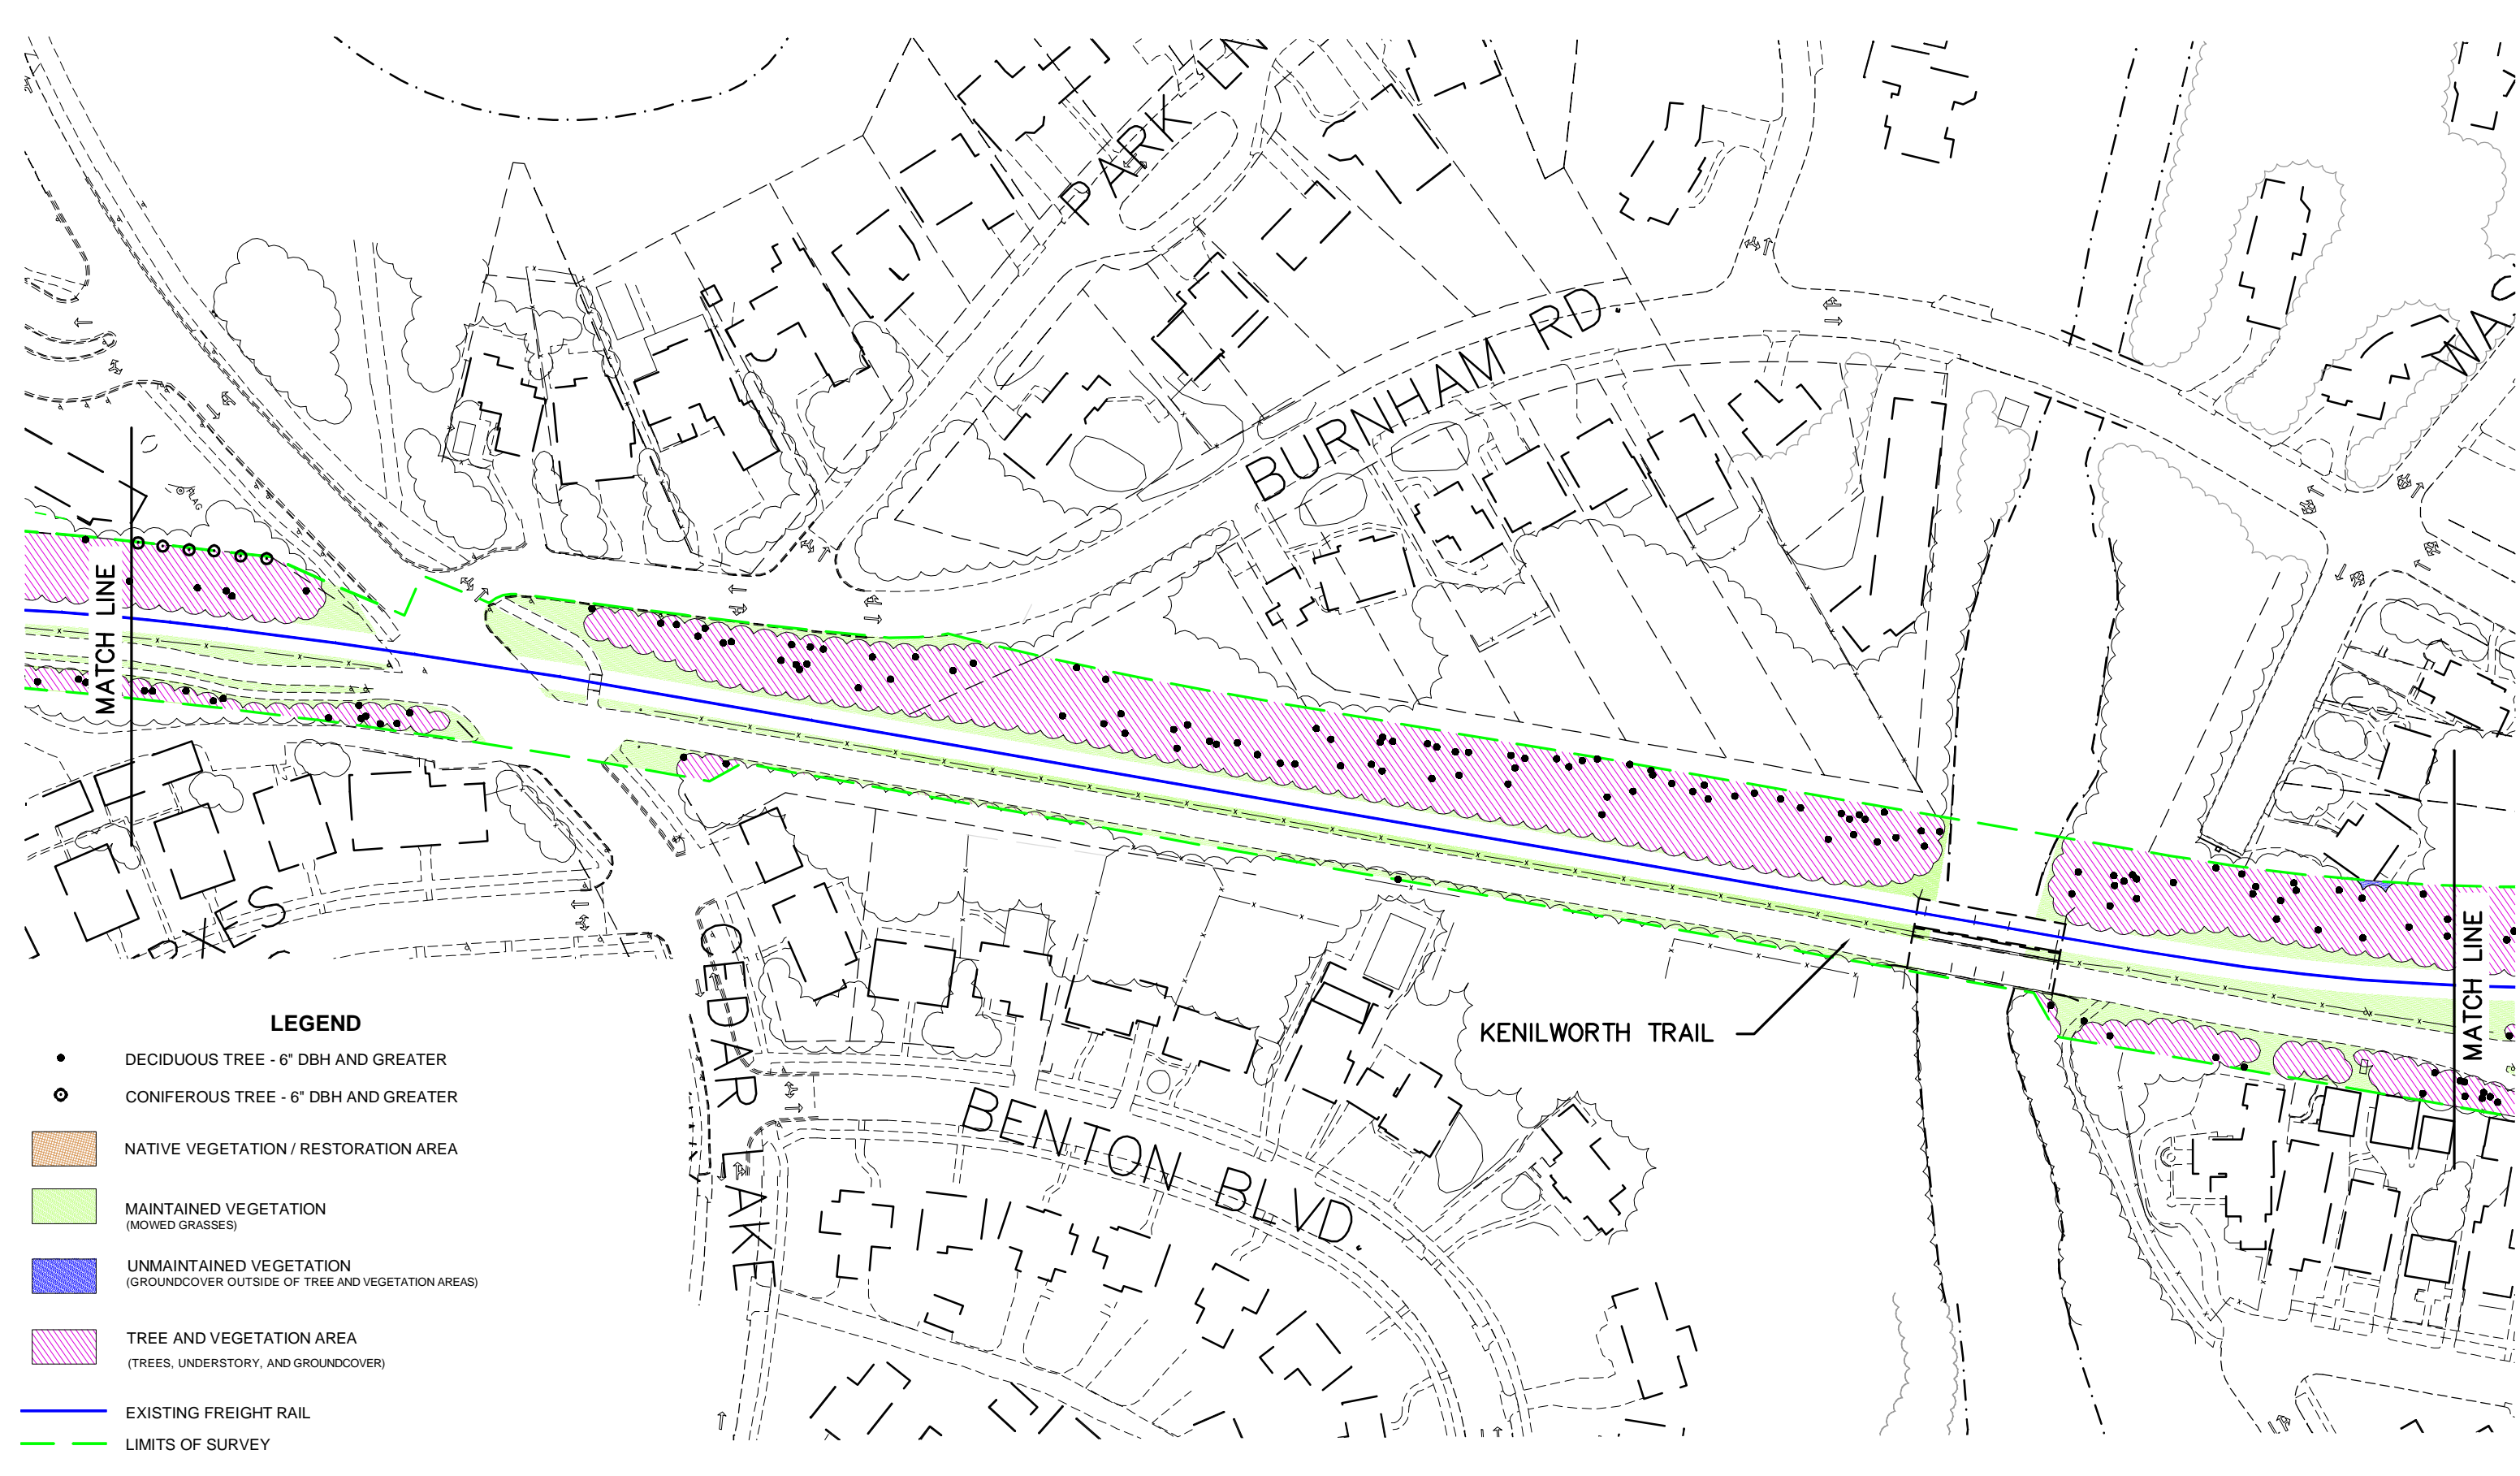 PARK LN
BURNHAM RD.
FLAG
MATCH LINE
CEDAR LAKE
BENTON BLVD.
KENILWORTH TRAIL
MATCH LINE
LEGEND
DECIDUOUS TREE - 6" DBH AND GREATER
CONIFEROUS TREE - 6" DBH AND GREATER
NATIVE VEGETATION / RESTORATION AREA
MAINTAINED VEGETATION
(MOWED GRASSES)
UNMAINTAINED VEGETATION
(GROUNDCOVER OUTSIDE OF TREE AND VEGETATION AREAS)
TREE AND VEGETATION AREA
(TREES, UNDERSTORY, AND GROUNDCOVER)
EXISTING FREIGHT RAIL
LIMITS OF SURVEY